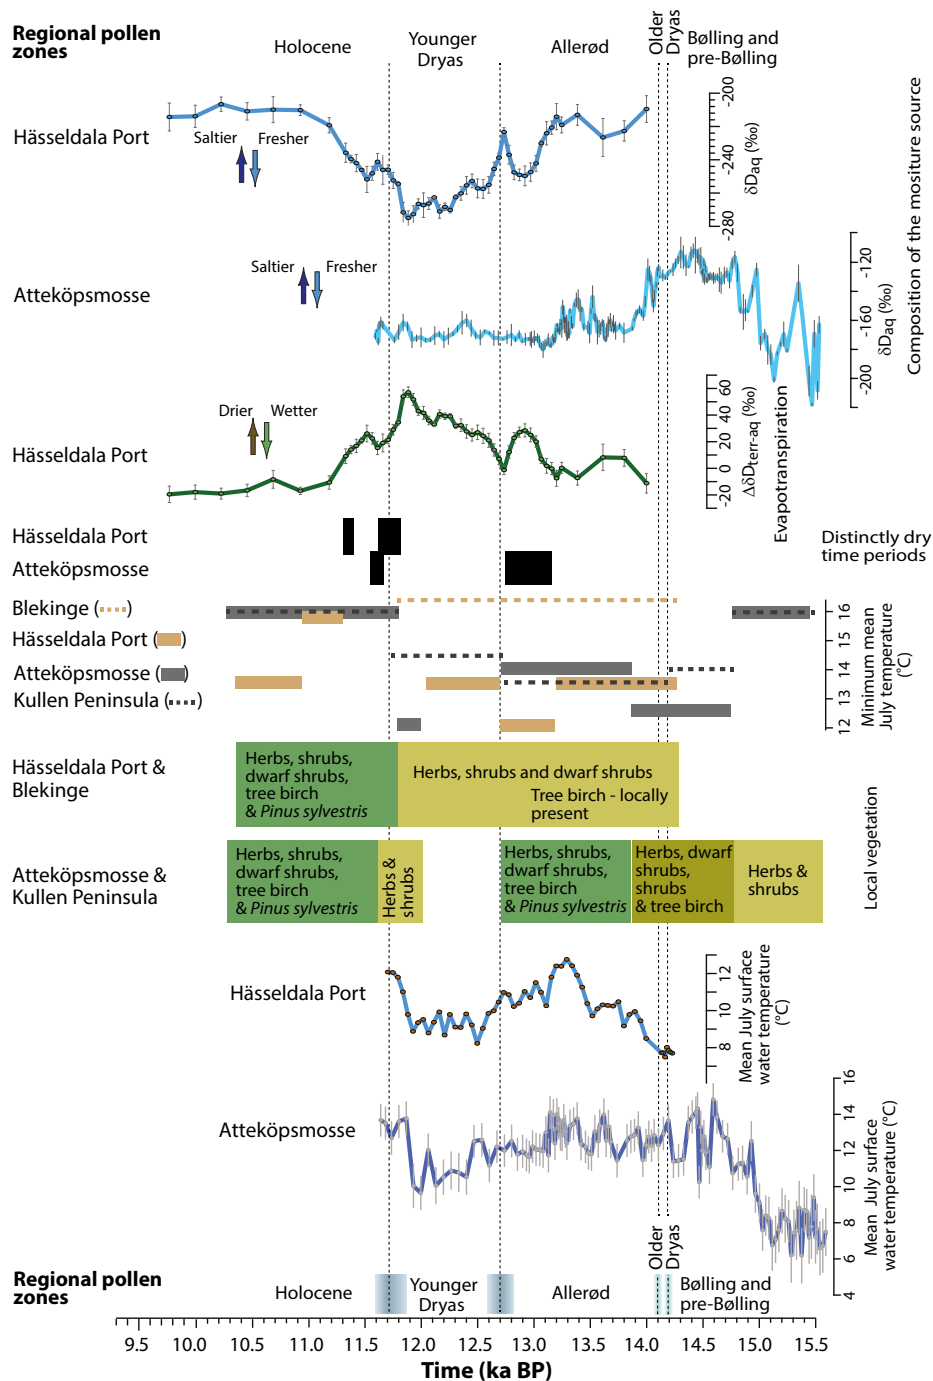 Regional pollen
zones
Holocene
Younger
Dryas
Allerød
Older
Dryas
Bølling and
pre-Bølling
Hässeldala Port
Saltier
Fresher
-200
-240
-280
δDaq (‰)
Composition of the mositure source
Atteköpsmosse
Saltier
Fresher
-120
-160
-200
δDaq (‰)
Hässeldala Port
Drier
Wetter
60
40
20
0
-20
ΔδDterr-aq (‰)
Evapotranspiration
Hässeldala Port
Atteköpsmosse
Distinctly dry
time periods
Blekinge ( )
Hässeldala Port ( )
Atteköpsmosse ( )
Kullen Peninsula ( )
16
15
14
13
12
Minimum mean
July temperature
(°C)
Hässeldala Port &
Blekinge
Herbs, shrubs,
dwarf shrubs,
tree birch
& Pinus sylvestris
Herbs, shrubs and dwarf shrubs
Tree birch - locally
present
Atteköpsmosse &
Kullen Peninsula
Herbs, shrubs,
dwarf shrubs,
tree birch
& Pinus sylvestris
Herbs &
shrubs
Herbs, shrubs,
dwarf shrubs,
tree birch
& Pinus sylvestris
Herbs, dwarf
shrubs,
shrubs
& tree birch
Herbs &
shrubs
Local vegetation
Hässeldala Port
12
10
8
Mean July surface
water temperature
(°C)
Atteköpsmosse
16
14
12
10
8
6
4
Mean July surface
water temperature (°C)
Regional pollen
zones
Holocene
Younger
Dryas
Allerød
Older
Dryas
Bølling and
pre-Bølling
9.5 10.0 10.5 11.0 11.5 12.0 12.5 13.0 13.5 14.0 14.5 15.0 15.5
Time (ka BP)